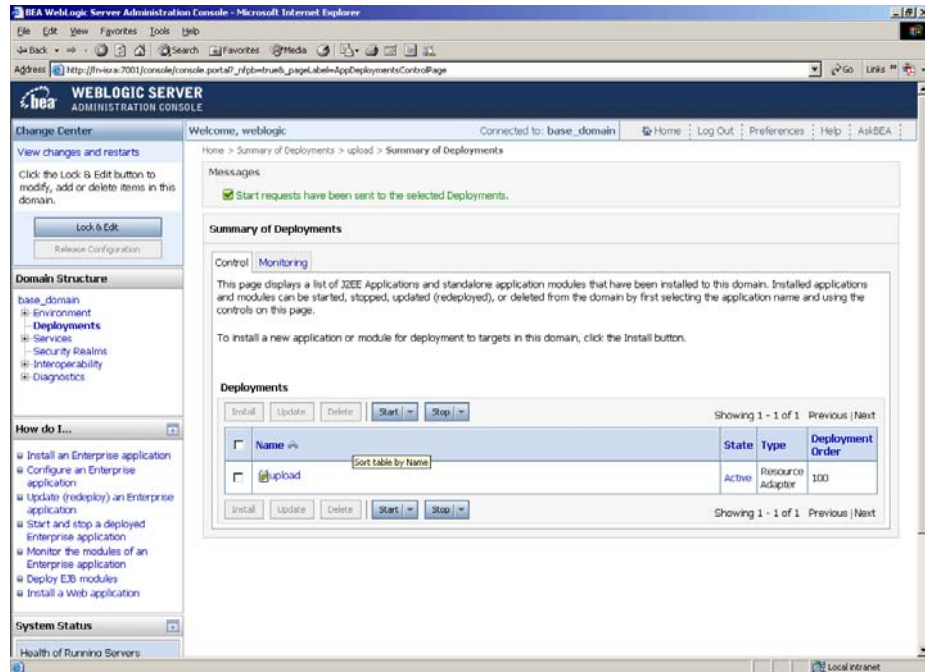 BEA WebLogic Server Administration Console - Microsoft Internet Explorer
File Edit View Favorites Tools Help
Back Search Favorites Media
Address http://fn-isra:7001/console/console.portal?_nfpb=true&_pageLabel=AppDeploymentsControlPage Go Links
bea WEBLOGIC SERVER
ADMINISTRATION CONSOLE
Change Center
View changes and restarts
Click the Lock & Edit button to
modify, add or delete items in this
domain.
Lock & Edit
Release Configuration
Domain Structure
base_domain
Environment
Deployments
Services
Security Realms
Interoperability
Diagnostics
How do I...
Install an Enterprise application
Configure an Enterprise
application
Update (redeploy) an Enterprise
application
Start and stop a deployed
Enterprise application
Monitor the modules of an
Enterprise application
Deploy EJB modules
Install a Web application
System Status
Health of Running Servers
Welcome, weblogic Connected to: base_domain Home Log Out Preferences Help AskBEA
Home > Summary of Deployments > upload > Summary of Deployments
Messages
Start requests have been sent to the selected Deployments.
Summary of Deployments
Control Monitoring
This page displays a list of J2EE Applications and standalone application modules that have been installed to this domain. Installed applications
and modules can be started, stopped, updated (redeployed), or deleted from the domain by first selecting the application name and using the
controls on this page.
To install a new application or module for deployment to targets in this domain, click the Install button.
Deployments
Install Update Delete Start Stop Showing 1 - 1 of 1 Previous | Next
Name State Type Deployment Order
Sort table by Name
upload Active Resource Adapter 100
Install Update Delete Start Stop Showing 1 - 1 of 1 Previous | Next
Local intranet